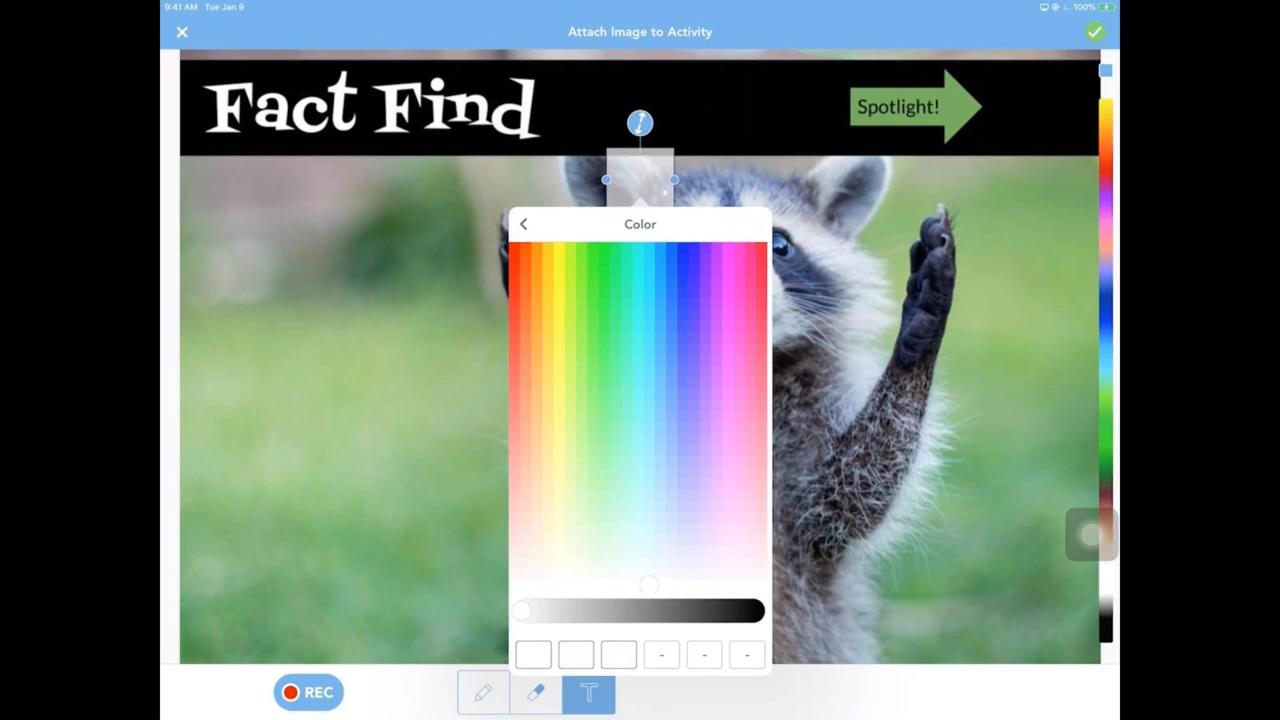 9:41 AM Tue Jan 9
100%
Attach Image to Activity
Fact Find
Spotlight!
Color
- - -
REC
T